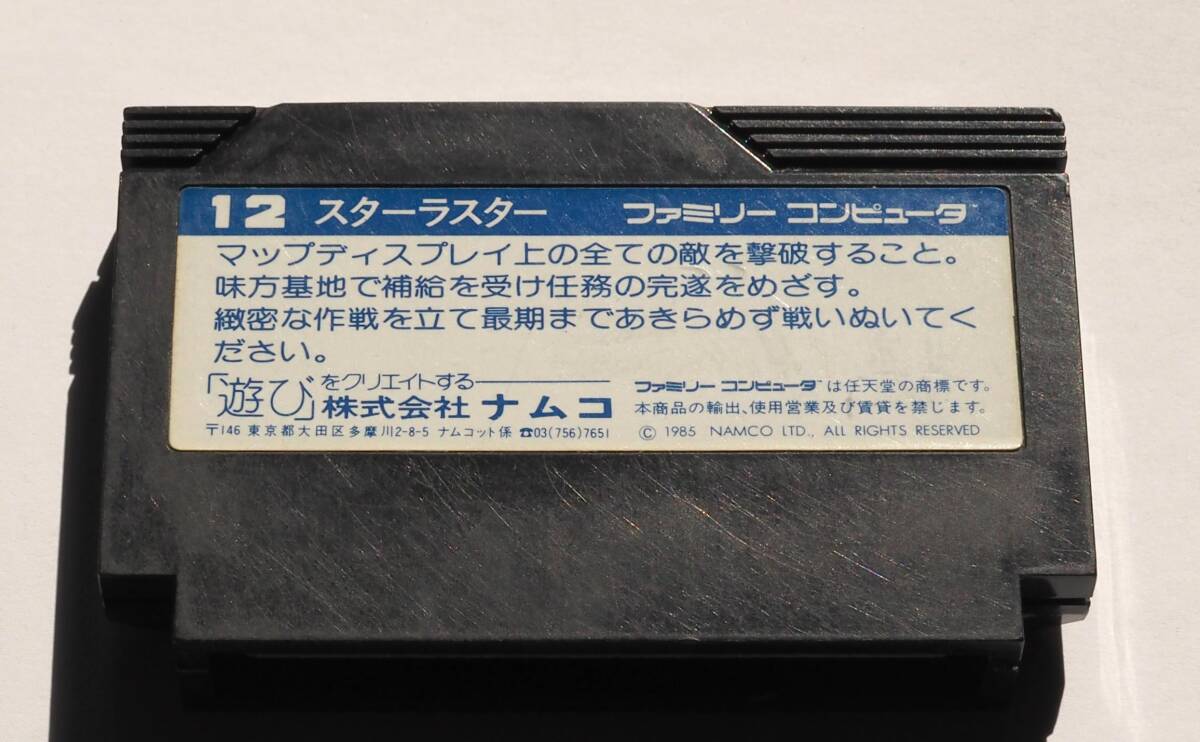 12 スターラスター ファミリー コンピュータ™
マップディスプレイ上の全ての敵を撃破すること。
味方基地で補給を受け任務の完遂をめざす。
緻密な作戦を立て最期まであきらめず戦いぬいてく
ださい。
「遊び」をクリエイトする
株式会社 ナムコ
〒146 東京都大田区多摩川2-8-5 ナムコット係 ☎03(756)7651
ファミリー コンピュータ™は任天堂の商標です。
本商品の輸出、使用営業及び賃貸を禁じます。
© 1985 NAMCO LTD., ALL RIGHTS RESERVED